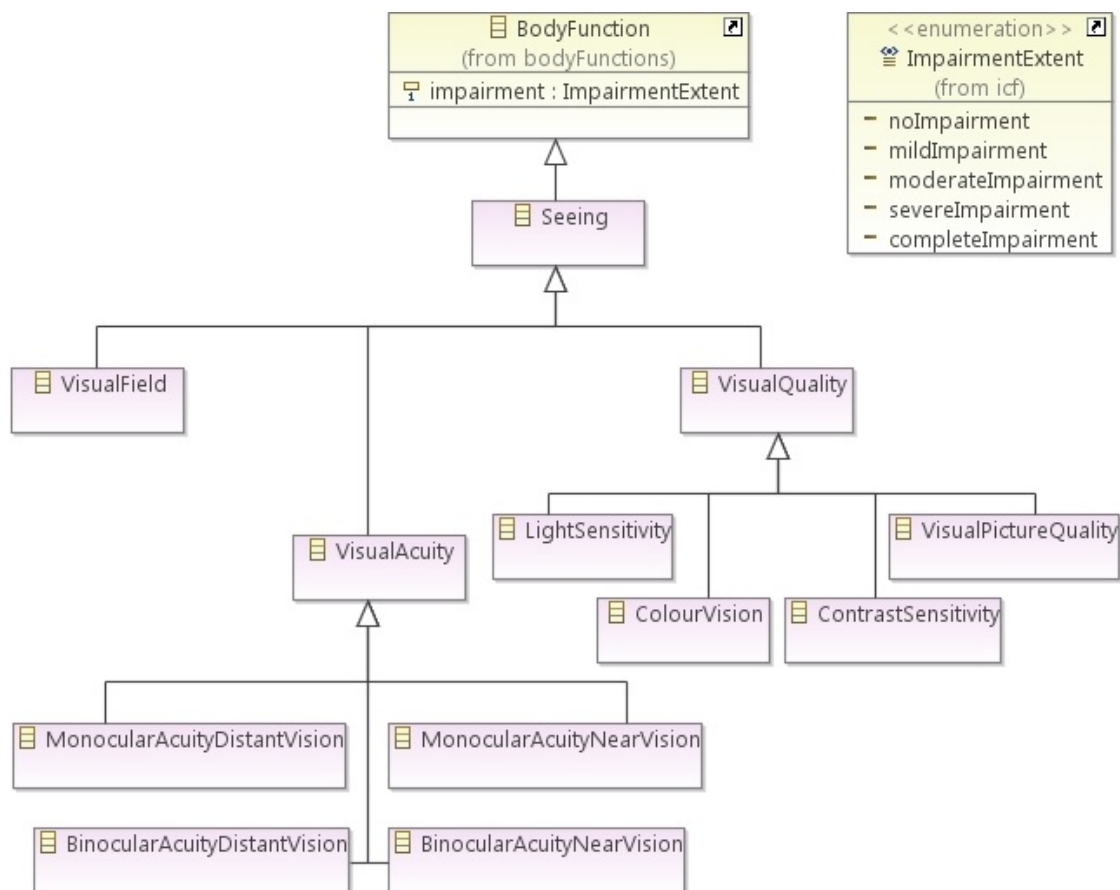 BodyFunction
(from bodyFunctions)
impairment : ImpairmentExtent
<<enumeration>>
ImpairmentExtent
(from icf)
noImpairment
mildImpairment
moderateImpairment
severeImpairment
completeImpairment
Seeing
VisualField
VisualQuality
LightSensitivity
VisualPictureQuality
VisualAcuity
ColourVision
ContrastSensitivity
MonocularAcuityDistantVision
MonocularAcuityNearVision
BinocularAcuityDistantVision
BinocularAcuityNearVision